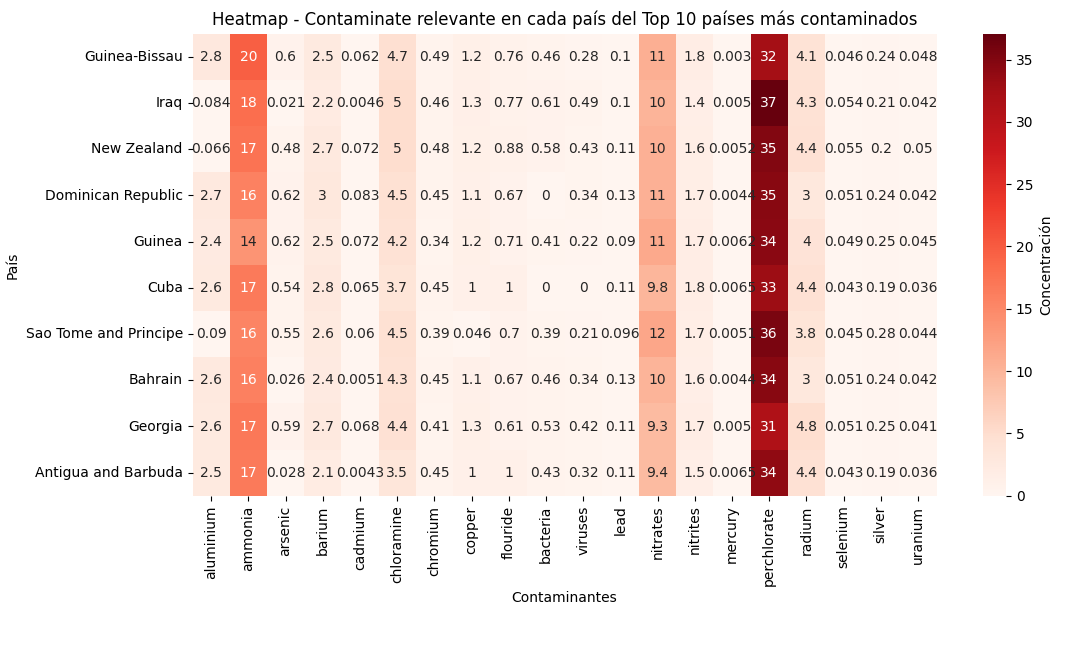 Heatmap - Contaminate relevante en cada país del Top 10 países más contaminados
País
Guinea-Bissau 2.8 20 0.6 2.5 0.062 4.7 0.49 1.2 0.76 0.46 0.28 0.1 11 1.8 0.003 32 4.1 0.046 0.24 0.048
Iraq 0.084 18 0.021 2.2 0.0046 5 0.46 1.3 0.77 0.61 0.49 0.1 10 1.4 0.005 37 4.3 0.054 0.21 0.042
New Zealand 0.066 17 0.48 2.7 0.072 5 0.48 1.2 0.88 0.58 0.43 0.11 10 1.6 0.0052 35 4.4 0.055 0.2 0.05
Dominican Republic 2.7 16 0.62 3 0.083 4.5 0.45 1.1 0.67 0 0.34 0.13 11 1.7 0.0044 35 3 0.051 0.24 0.042
Guinea 2.4 14 0.62 2.5 0.072 4.2 0.34 1.2 0.71 0.41 0.22 0.09 11 1.7 0.0062 34 4 0.049 0.25 0.045
Cuba 2.6 17 0.54 2.8 0.065 3.7 0.45 1 1 0 0 0.11 9.8 1.8 0.0065 33 4.4 0.043 0.19 0.036
Sao Tome and Principe 0.09 16 0.55 2.6 0.06 4.5 0.39 0.046 0.7 0.39 0.21 0.096 12 1.7 0.0051 36 3.8 0.045 0.28 0.044
Bahrain 2.6 16 0.026 2.4 0.0051 4.3 0.45 1.1 0.67 0.46 0.34 0.13 10 1.6 0.0044 34 3 0.051 0.24 0.042
Georgia 2.6 17 0.59 2.7 0.068 4.4 0.41 1.3 0.61 0.53 0.42 0.11 9.3 1.7 0.005 31 4.8 0.051 0.25 0.041
Antigua and Barbuda 2.5 17 0.028 2.1 0.0043 3.5 0.45 1 1 0.43 0.32 0.11 9.4 1.5 0.0065 34 4.4 0.043 0.19 0.036
aluminium ammonia arsenic barium cadmium chloramine chromium copper flouride bacteria viruses lead nitrates nitrites mercury perchlorate radium selenium silver uranium
Contaminantes
35
30
25
20
15
10
5
0
Concentración